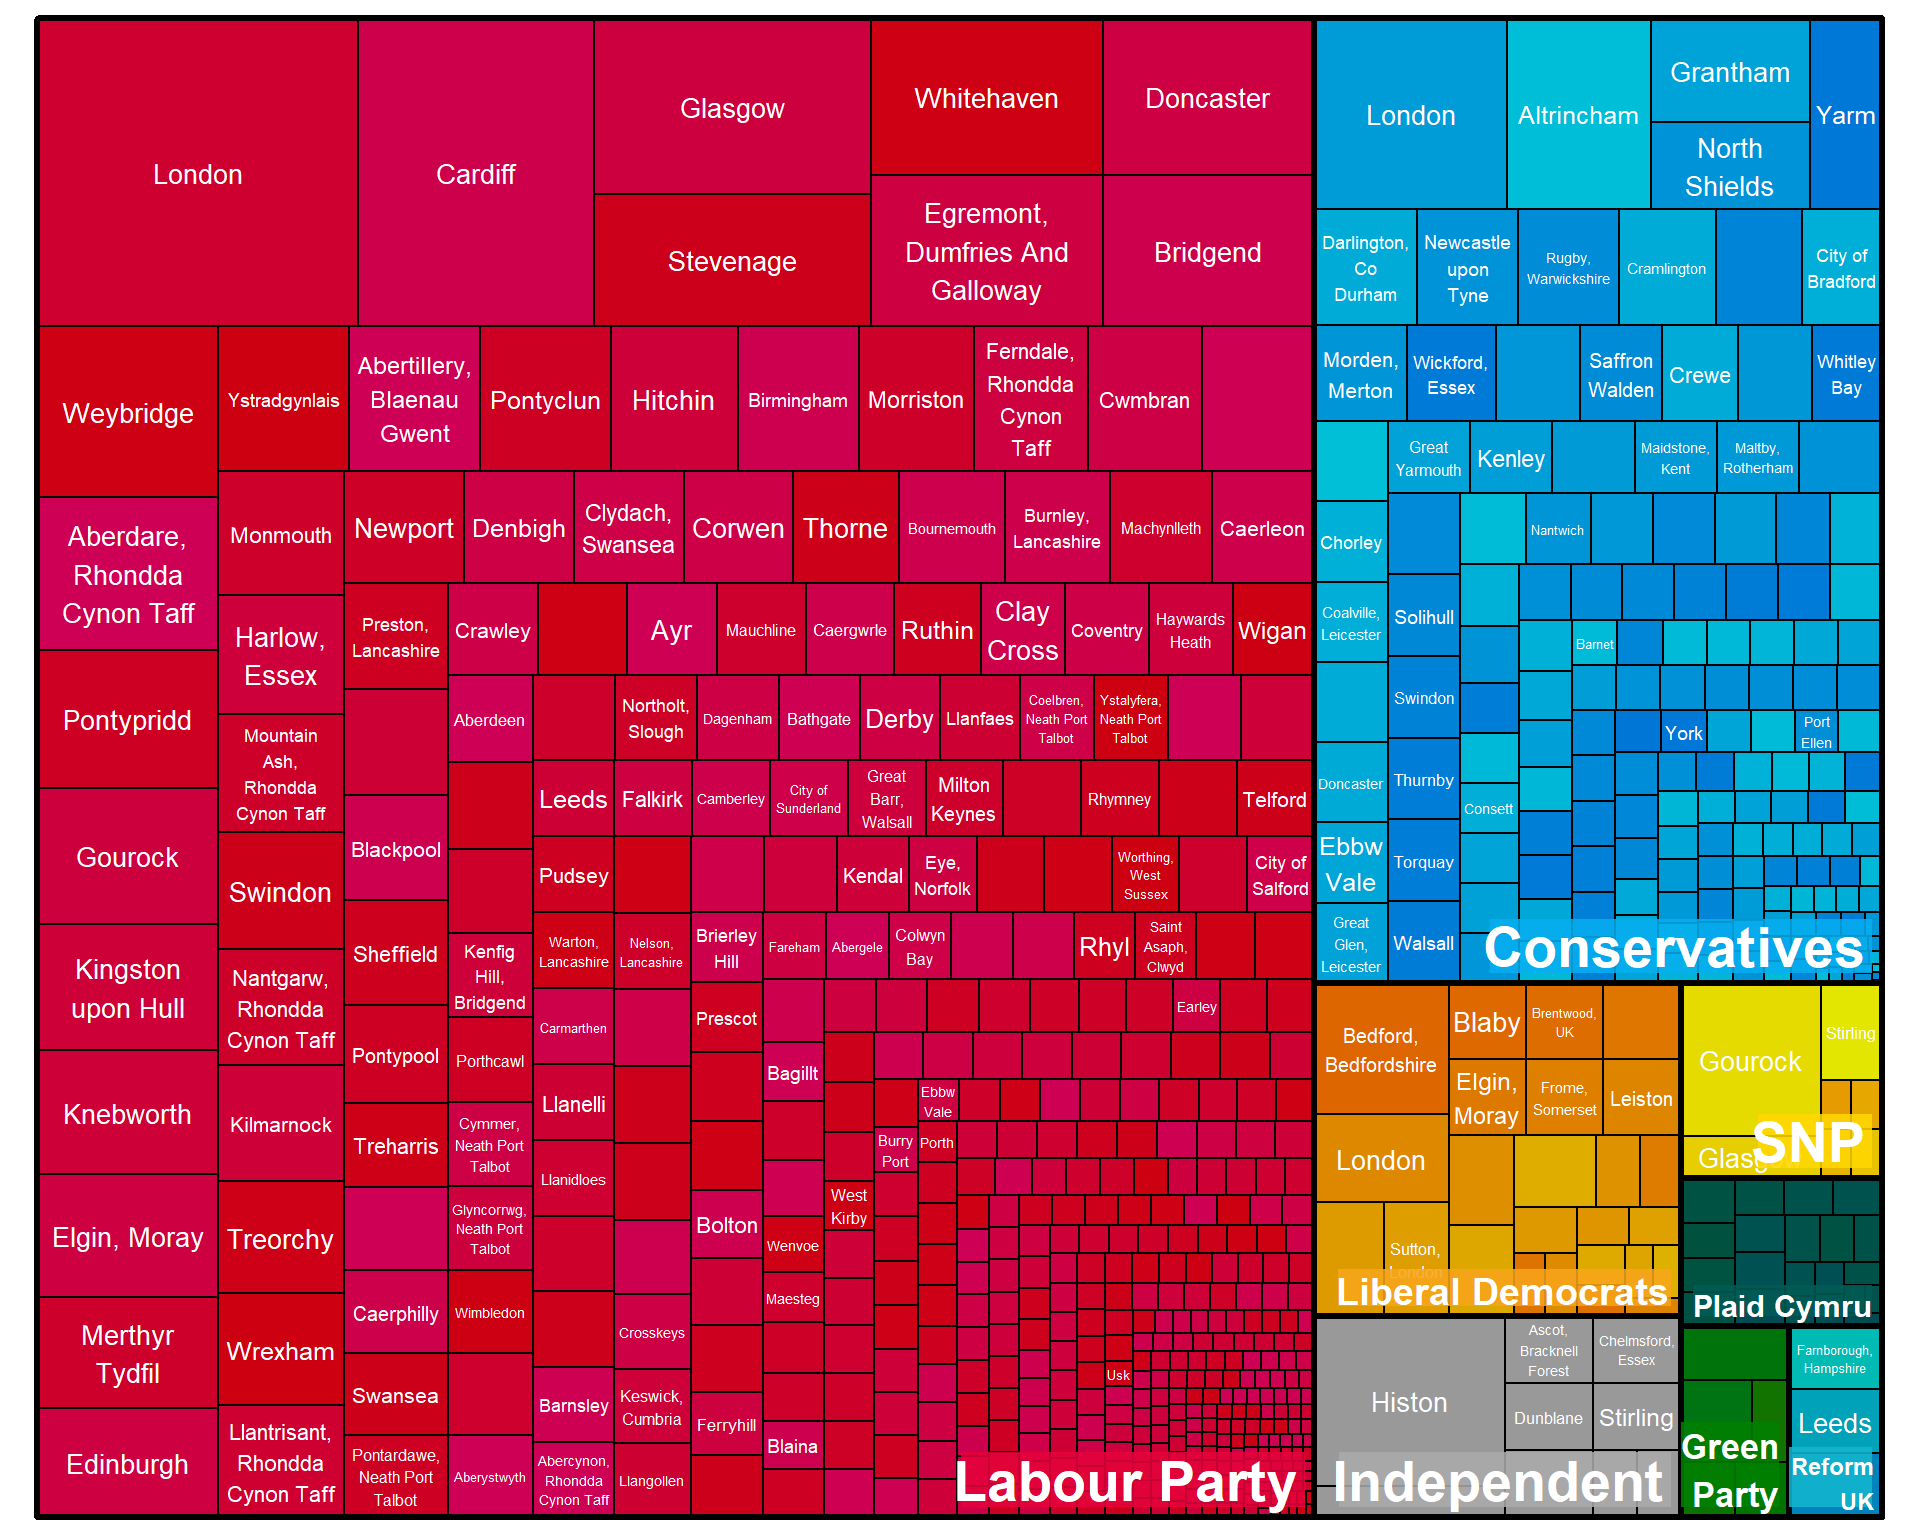 London
Cardiff
Glasgow
Stevenage
Whitehaven
Doncaster
Egremont,
Dumfries And
Galloway
Bridgend
Weybridge
Ystradgynlais
Abertillery,
Blaenau
Gwent
Pontyclun
Hitchin
Birmingham
Morriston
Ferndale,
Rhondda
Cynon
Taff
Cwmbran
Aberdare,
Rhondda
Cynon Taff
Monmouth
Newport
Denbigh
Clydach,
Swansea
Corwen
Thorne
Bournemouth
Burnley,
Lancashire
Machynlleth
Caerleon
Harlow,
Essex
Preston,
Lancashire
Crawley
Ayr
Mauchline
Caergwrle
Ruthin
Clay
Cross
Coventry
Haywards
Heath
Wigan
Pontypridd
Mountain
Ash,
Rhondda
Cynon Taff
Aberdeen
Northolt,
Slough
Dagenham
Bathgate
Derby
Llanfaes
Coelbren,
Neath Port
Talbot
Ystalyfera,
Neath Port
Talbot
Gourock
Blackpool
Leeds
Falkirk
Camberley
City of
Sunderland
Great
Barr,
Walsall
Milton
Keynes
Rhymney
Telford
Swindon
Pudsey
Kendal
Eye,
Norfolk
Worthing,
West
Sussex
City of
Salford
Kingston
upon Hull
Nantgarw,
Rhondda
Cynon Taff
Sheffield
Kenfig
Hill,
Bridgend
Warton,
Lancashire
Nelson,
Lancashire
Brierley
Hill
Fareham
Abergele
Colwyn
Bay
Rhyl
Saint
Asaph,
Clwyd
Knebworth
Kilmarnock
Pontypool
Porthcawl
Carmarthen
Prescot
Earley
Bagillt
Treharris
Cymmer,
Neath Port
Talbot
Llanelli
Ebbw
Vale
Burry
Port
Porth
Elgin, Moray
Treorchy
Glyncorrwg,
Neath Port
Talbot
Llanidloes
Bolton
West
Kirby
Wenvoe
Merthyr
Tydfil
Wrexham
Caerphilly
Wimbledon
Crosskeys
Maesteg
Edinburgh
Llantrisant,
Rhondda
Cynon Taff
Swansea
Pontardawe,
Neath Port
Talbot
Aberystwyth
Barnsley
Abercynon,
Rhondda
Cynon Taff
Keswick,
Cumbria
Llangollen
Ferryhill
Blaina
Usk
Labour Party
London
Altrincham
Grantham
North
Shields
Yarm
Darlington,
Co
Durham
Newcastle
upon
Tyne
Rugby,
Warwickshire
Cramlington
City of
Bradford
Morden,
Merton
Wickford,
Essex
Saffron
Walden
Crewe
Whitley
Bay
Great
Yarmouth
Kenley
Maidstone,
Kent
Maltby,
Rotherham
Chorley
Nantwich
Coalville,
Leicester
Solihull
Barnet
Swindon
York
Port
Ellen
Doncaster
Thurnby
Consett
Ebbw
Vale
Torquay
Great
Glen,
Leicester
Walsall
Conservatives
Bedford,
Bedfordshire
Blaby
Brentwood,
UK
Elgin,
Moray
Frome,
Somerset
Leiston
London
Sutton,
London
Liberal Democrats
Gourock
Stirling
Glasgow
SNP
Plaid Cymru
Histon
Ascot,
Bracknell
Forest
Chelmsford,
Essex
Dunblane
Stirling
Independent
Green
Party
Farnborough,
Hampshire
Leeds
Reform
UK